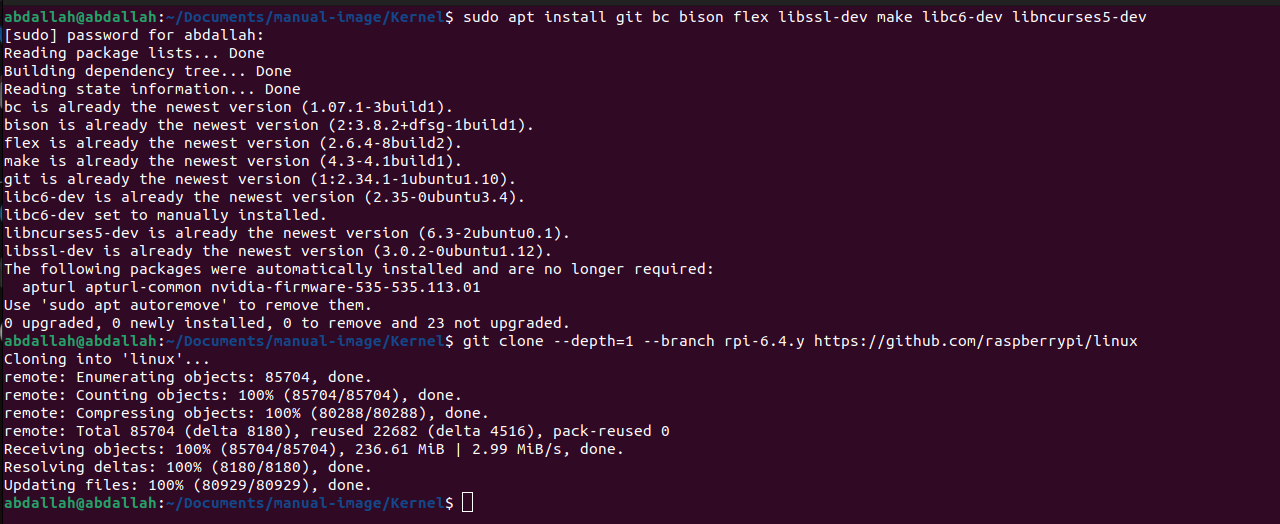 abdallah@abdallah:~/Documents/manual-image/Kernel$ sudo apt install git bc bison flex libssl-dev make libc6-dev libncurses5-dev
[sudo] password for abdallah:
Reading package lists... Done
Building dependency tree... Done
Reading state information... Done
bc is already the newest version (1.07.1-3build1).
bison is already the newest version (2:3.8.2+dfsg-1build1).
flex is already the newest version (2.6.4-8build2).
make is already the newest version (4.3-4.1build1).
git is already the newest version (1:2.34.1-1ubuntu1.10).
libc6-dev is already the newest version (2.35-0ubuntu3.4).
libc6-dev set to manually installed.
libncurses5-dev is already the newest version (6.3-2ubuntu0.1).
libssl-dev is already the newest version (3.0.2-0ubuntu1.12).
The following packages were automatically installed and are no longer required:
  apturl apturl-common nvidia-firmware-535-535.113.01
Use 'sudo apt autoremove' to remove them.
0 upgraded, 0 newly installed, 0 to remove and 23 not upgraded.
abdallah@abdallah:~/Documents/manual-image/Kernel$ git clone --depth=1 --branch rpi-6.4.y https://github.com/raspberrypi/linux
Cloning into 'linux'...
remote: Enumerating objects: 85704, done.
remote: Counting objects: 100% (85704/85704), done.
remote: Compressing objects: 100% (80288/80288), done.
remote: Total 85704 (delta 8180), reused 22682 (delta 4516), pack-reused 0
Receiving objects: 100% (85704/85704), 236.61 MiB | 2.99 MiB/s, done.
Resolving deltas: 100% (8180/8180), done.
Updating files: 100% (80929/80929), done.
abdallah@abdallah:~/Documents/manual-image/Kernel$